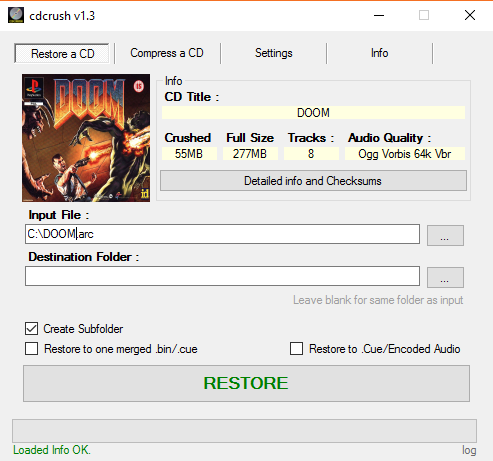 cdcrush v1.3
Restore a CD
Compress a CD
Settings
Info
Info
CD Title :
DOOM
DOOM
Crushed
Full Size
Tracks :
Audio Quality :
55MB
277MB
8
Ogg Vorbis 64k Vbr
id
Detailed info and Checksums
Input File :
C:\DOOM.arc
...
Destination Folder :
...
Leave blank for same folder as input
Create Subfolder
Restore to one merged .bin/.cue
Restore to .Cue/Encoded Audio
RESTORE
Loaded Info OK.
log